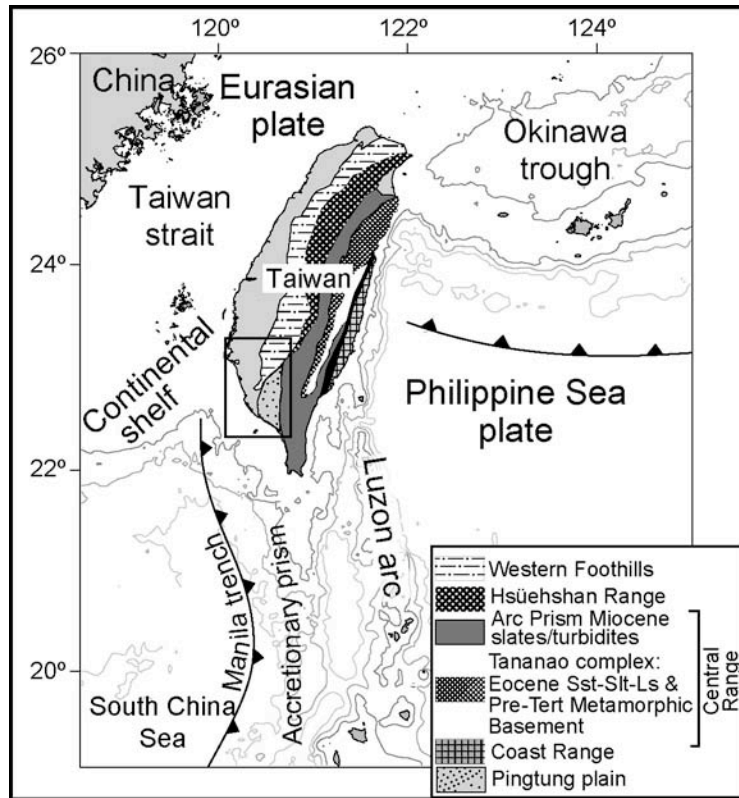 120º
122º
124º
26º
China
Eurasian
plate
Okinawa
trough
Taiwan
strait
24º
Taiwan
Continental
shelf
Philippine Sea
plate
22º
Luzon arc
Manila trench
Accretionary prism
20º
South China
Sea
Western Foothills
Hsüehshan Range
Arc Prism Miocene
slates/turbidites
Tananao complex:
Eocene Sst-Slt-Ls &
Pre-Tert Metamorphic
Basement
Coast Range
Pingtung plain
Central
Range